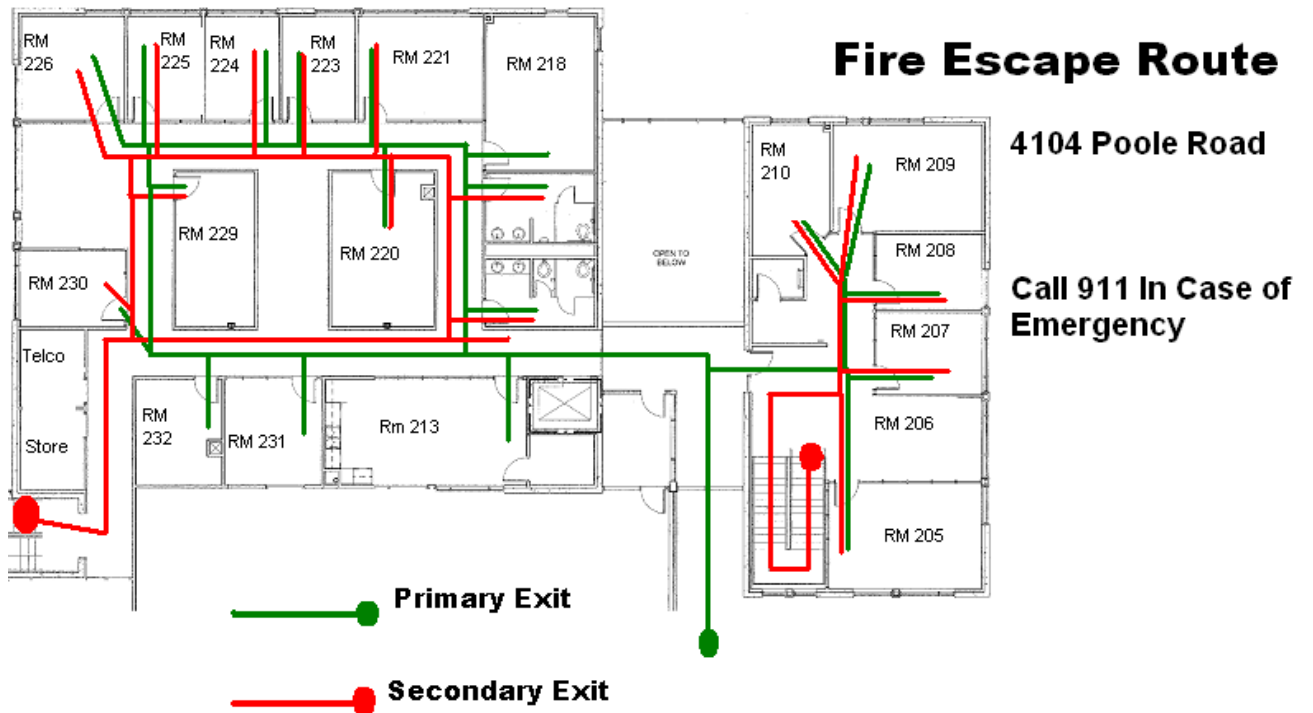 Fire Escape Route
4104 Poole Road
Call 911 In Case of
Emergency
RM
226
RM
225
RM
224
RM
223
RM 221
RM 218
RM
210
RM 209
RM 208
RM 207
RM 206
RM 205
RM 229
RM 220
OPEN TO
BELOW
RM 230
Telco
Store
RM
232
RM 231
Rm 213
Primary Exit
Secondary Exit